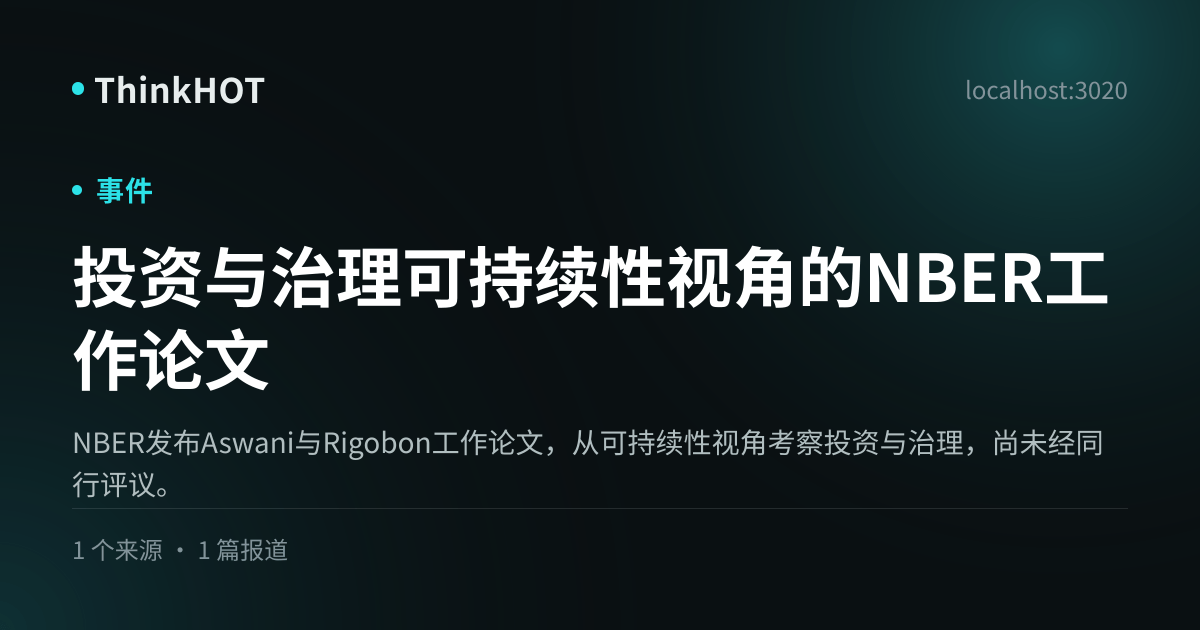 ThinkHOT
localhost:3020
事件
投资与治理可持续性视角的NBER工
作论文
NBER发布Aswani与Rigobon工作论文，从可持续性视角考察投资与治理，尚未经同
行评议。
1 个来源 · 1 篇报道